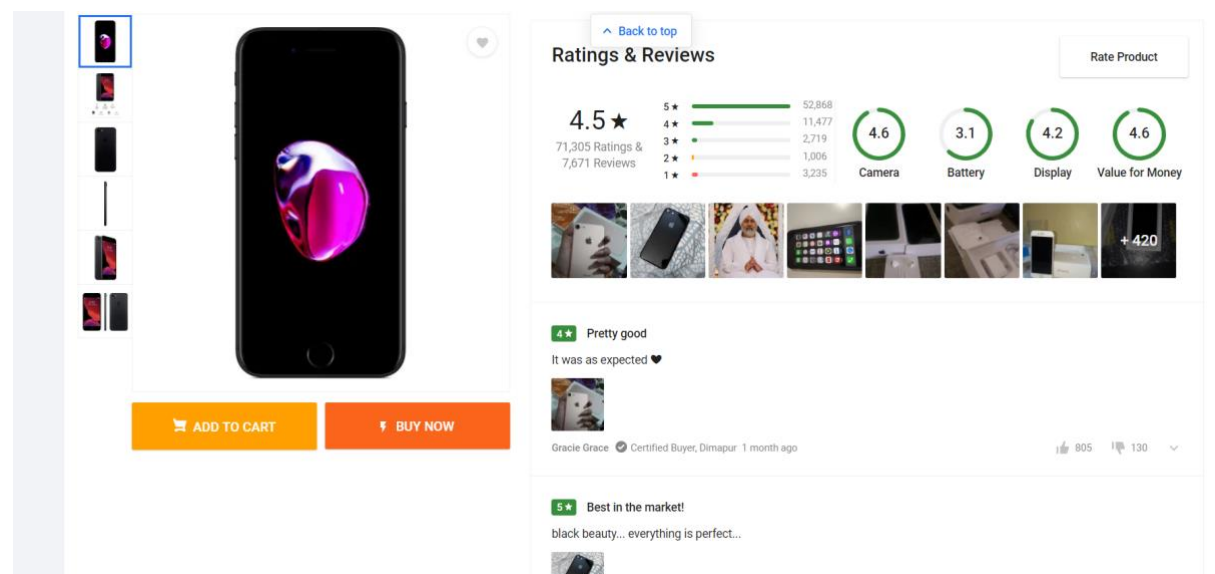 Back to top
Ratings & Reviews
Rate Product
4.5★
71,305 Ratings &
7,671 Reviews
5★ 52,868
4★ 11,477
3★ 2,719
2★ 1,006
1★ 3,235
4.6
Camera
3.1
Battery
4.2
Display
4.6
Value for Money
+ 420
4★ Pretty good
It was as expected 🖤
Gracie Grace Certified Buyer, Dimapur 1 month ago
805 130
ADD TO CART
BUY NOW
5★ Best in the market!
black beauty... everything is perfect...